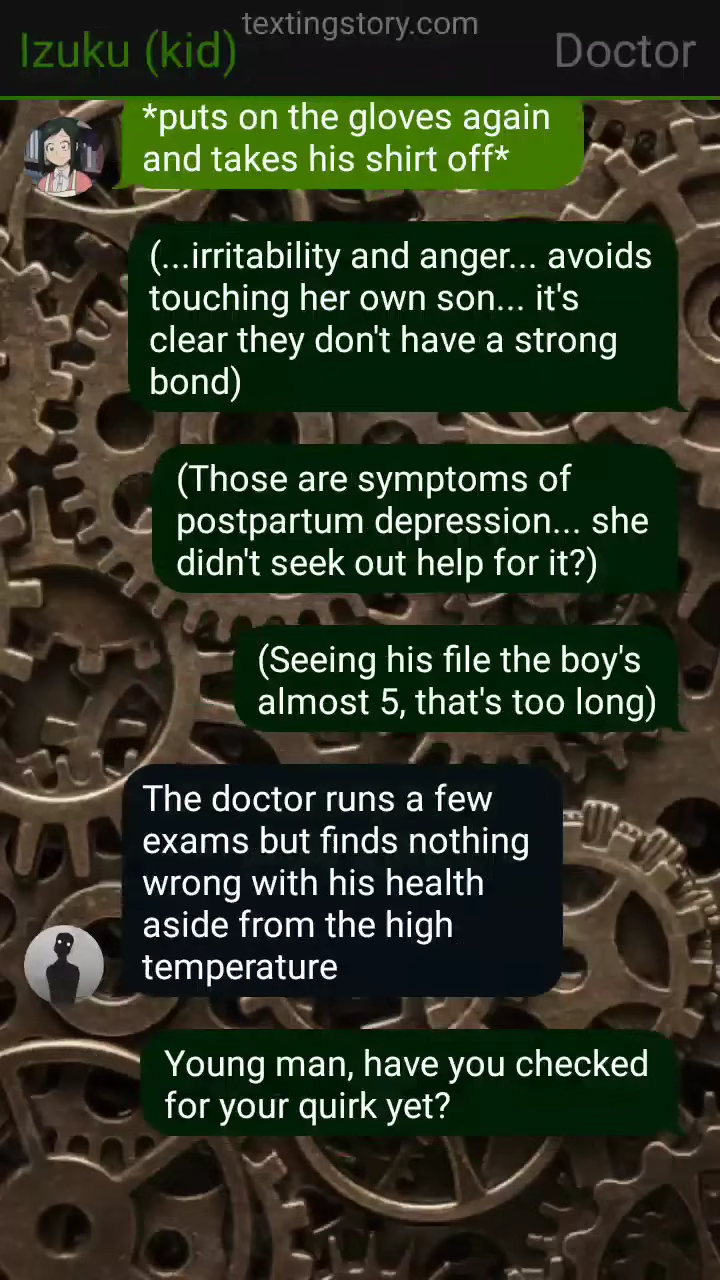 textingstory.com
Izuku (kid)
Doctor
*puts on the gloves again
and takes his shirt off*
(...irritability and anger... avoids
touching her own son... it's
clear they don't have a strong
bond)
(Those are symptoms of
postpartum depression... she
didn't seek out help for it?)
(Seeing his file the boy's
almost 5, that's too long)
The doctor runs a few
exams but finds nothing
wrong with his health
aside from the high
temperature
Young man, have you checked
for your quirk yet?